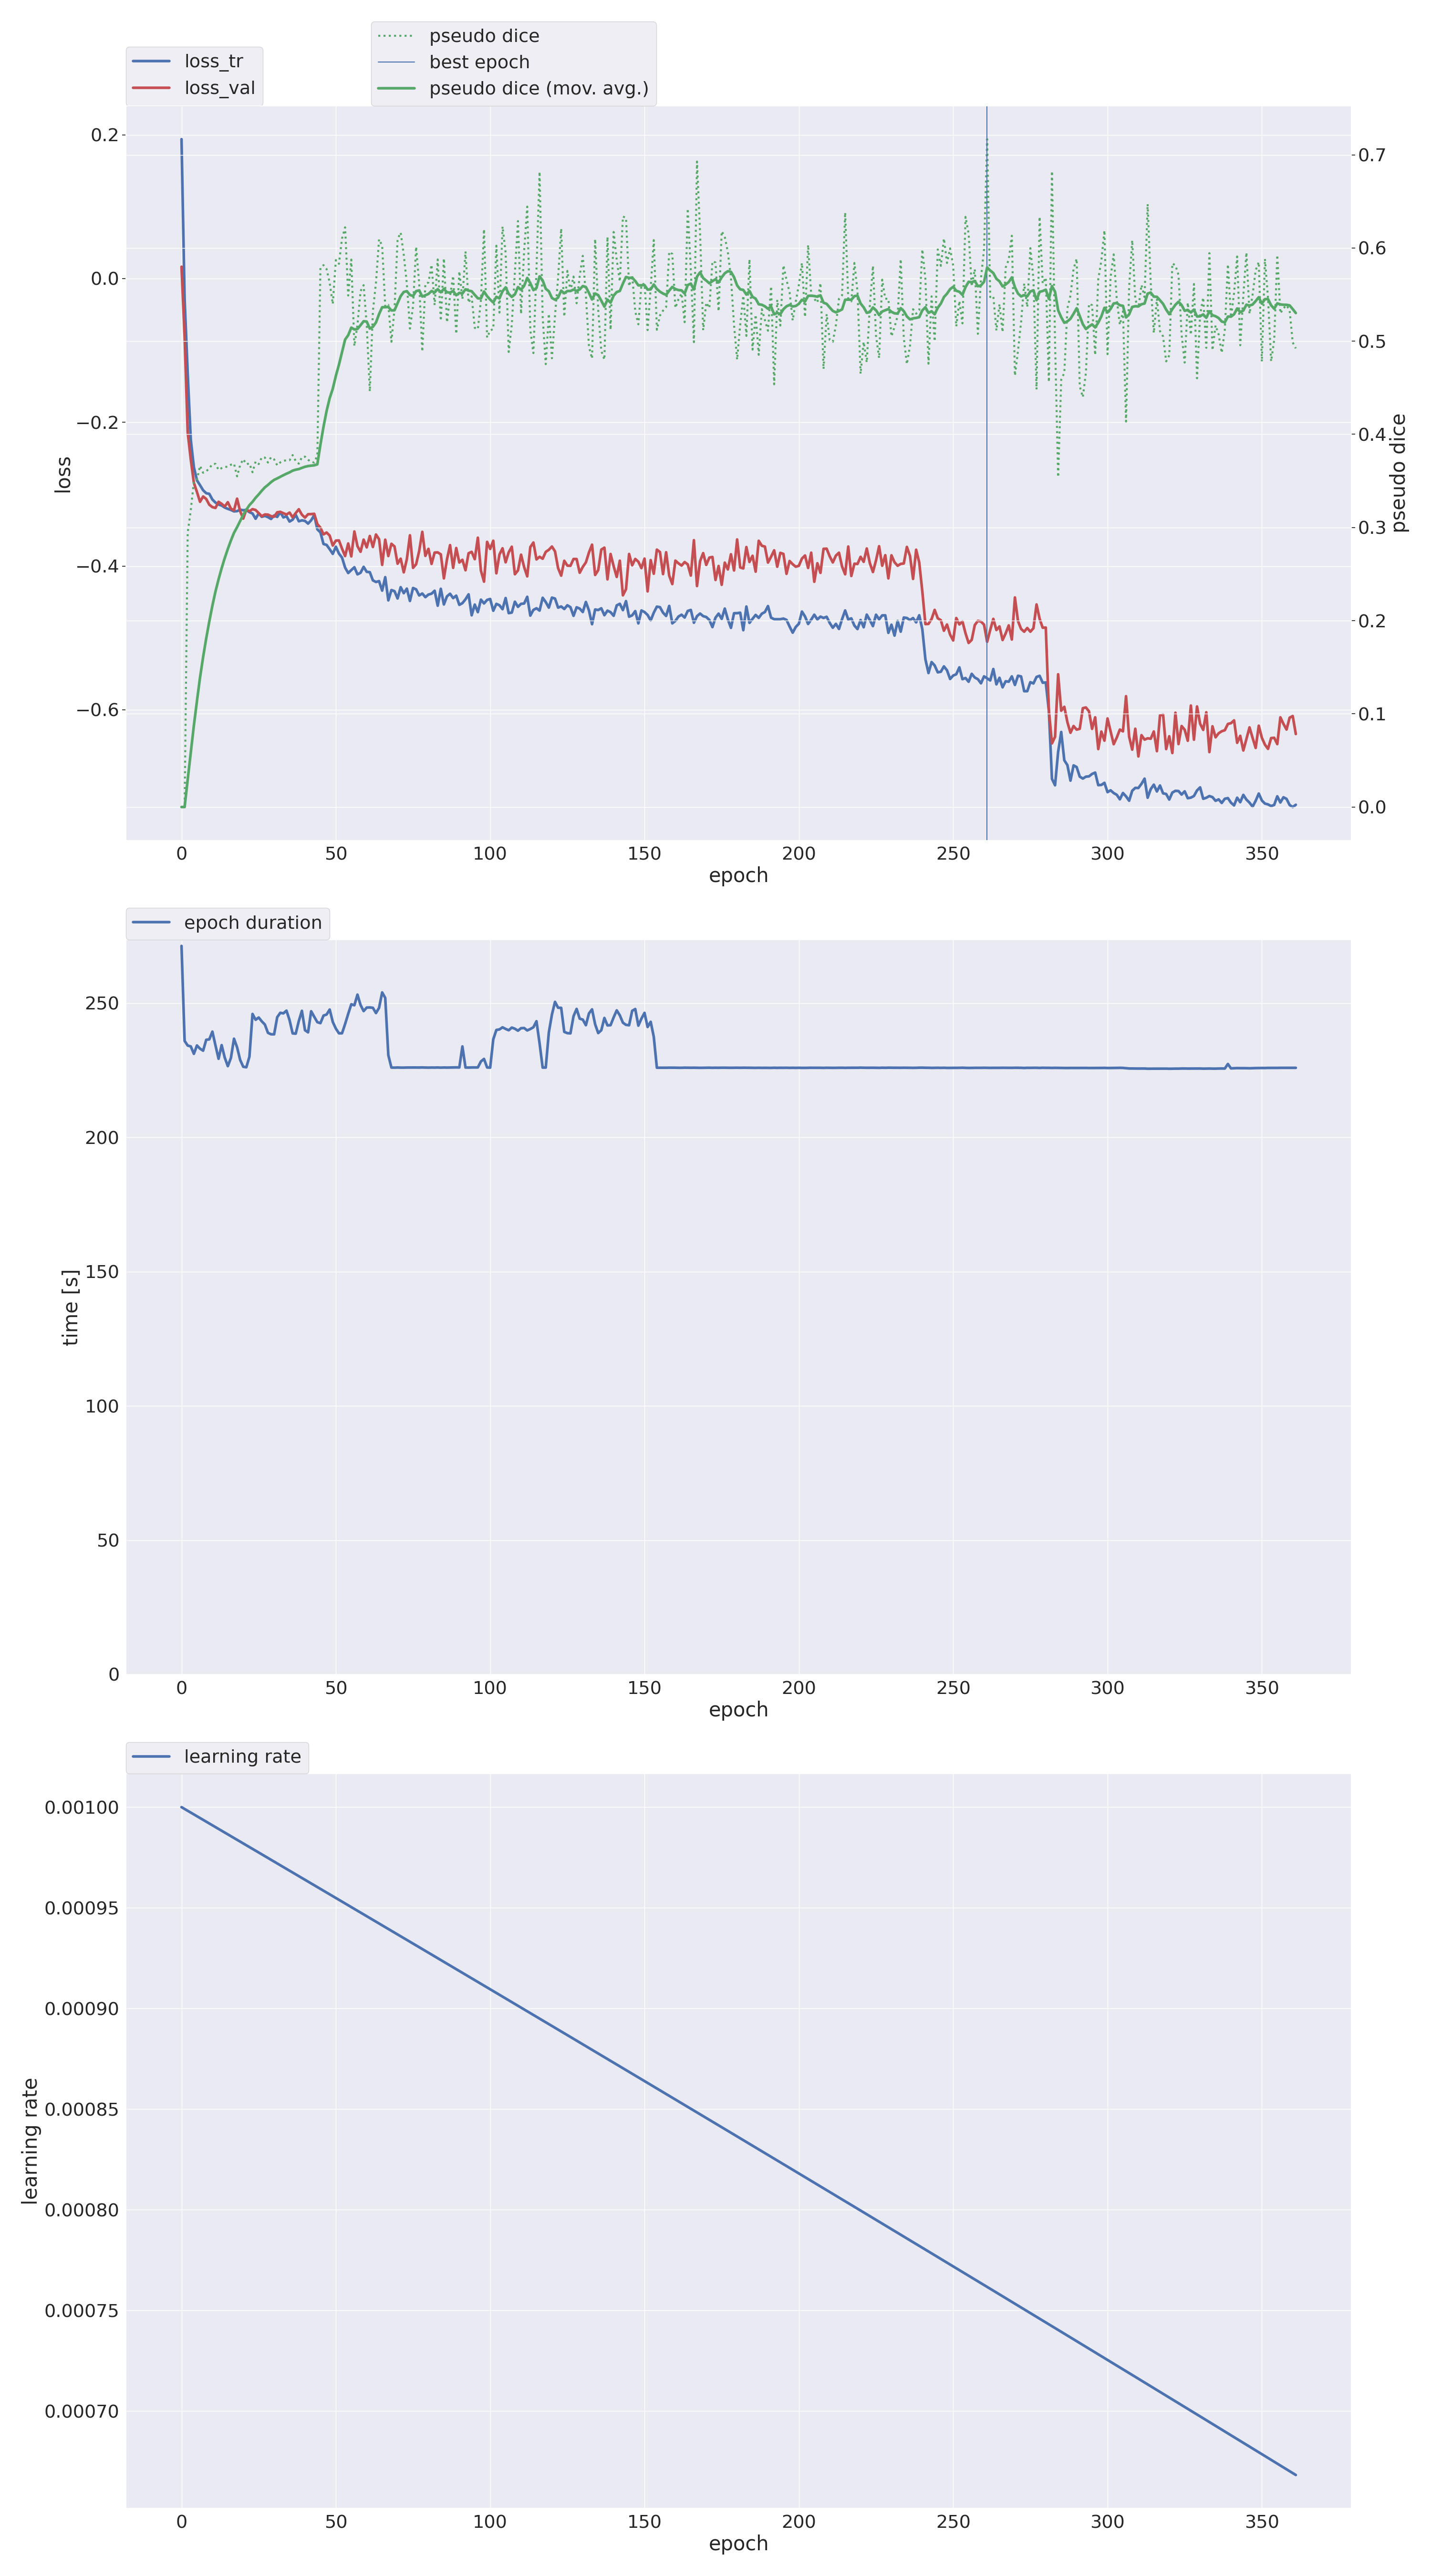 loss_tr
loss_val
pseudo dice
best epoch
pseudo dice (mov. avg.)
0.2
0.0
−0.2
−0.4
−0.6
loss
0.7
0.6
0.5
0.4
0.3
0.2
0.1
0.0
pseudo dice
0 50 100 150 200 250 300 350
epoch
epoch duration
250
200
150
100
50
0
time [s]
0 50 100 150 200 250 300 350
epoch
learning rate
0.00100
0.00095
0.00090
0.00085
0.00080
0.00075
0.00070
learning rate
0 50 100 150 200 250 300 350
epoch